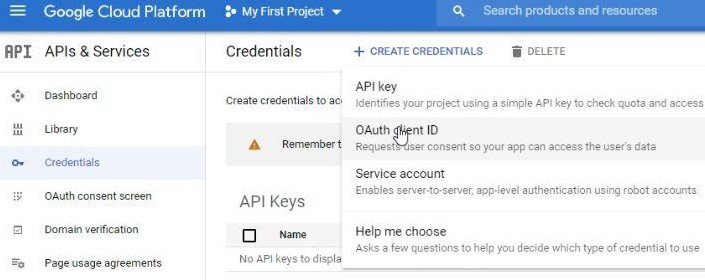 Google Cloud Platform My First Project Search products and resources
API APIs & Services Credentials + CREATE CREDENTIALS DELETE
Dashboard
Library
Credentials
OAuth consent screen
Domain verification
Page usage agreements
Create credentials to acc
Remember t
API Keys
Name
No API keys to displa
API key
Identifies your project using a simple API key to check quota and access
OAuth client ID
Requests user consent so your app can access the user's data
Service account
Enables server-to-server, app-level authentication using robot accounts
Help me choose
Asks a few questions to help you decide which type of credential to use